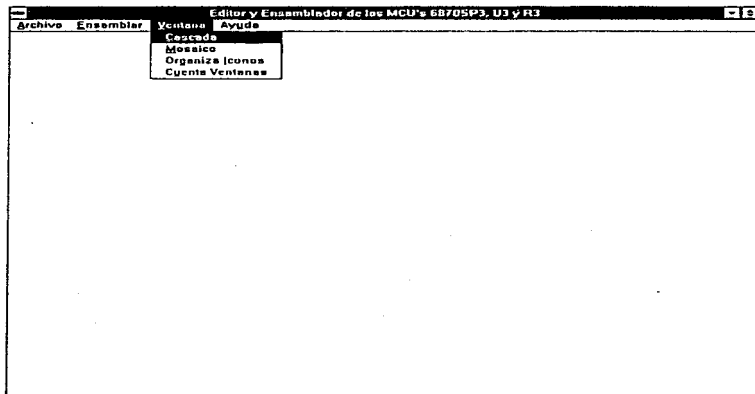 Editor y Ensamblador de los MCU's 68705P3, U3 y R3
Archivo Ensamblar Ventana Ayuda
Cascada
Mosaico
Organiza Iconos
Cuenta Ventanas